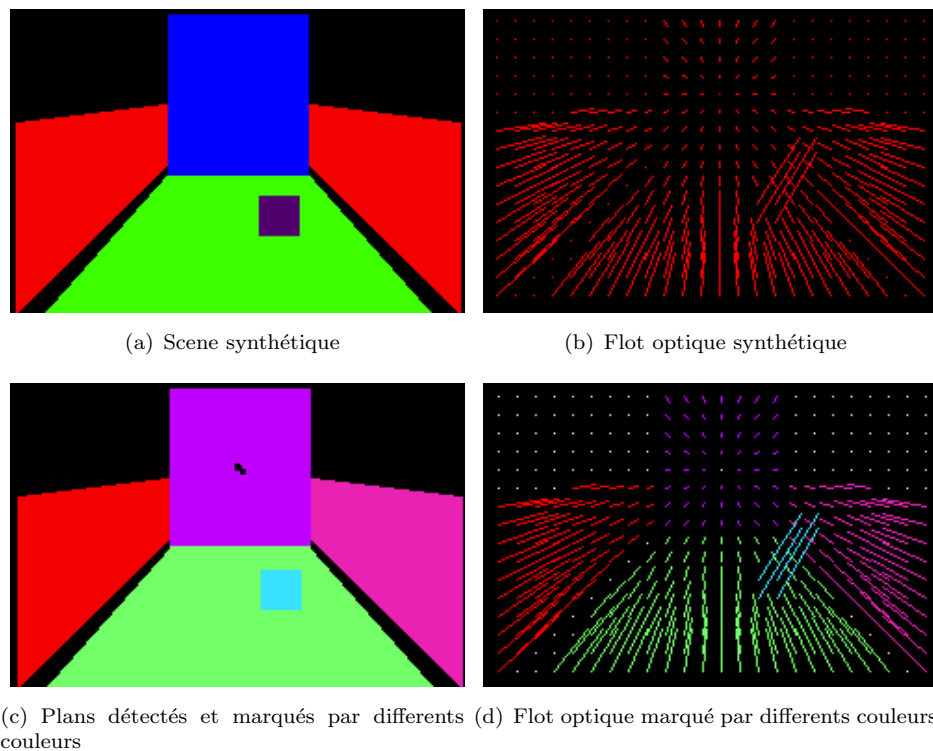 (a) Scene synthétique
(b) Flot optique synthétique
(c) Plans détectés et marqués par differents couleurs
(d) Flot optique marqué par differents couleurs